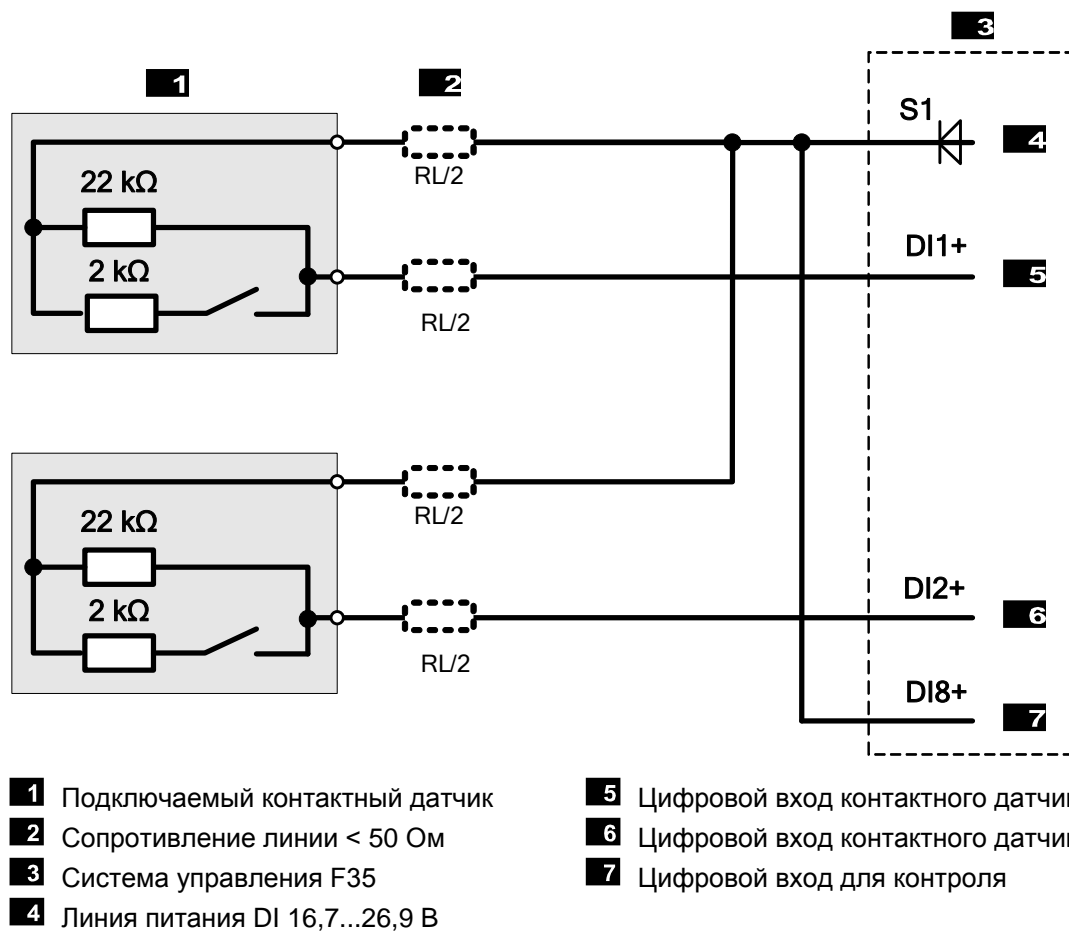 3
1
2
S1
4
22 kΩ
RL/2
DI1+
2 kΩ
5
RL/2
22 kΩ
RL/2
DI2+
2 kΩ
6
RL/2
DI8+
7
1 Подключаемый контактный датчик
2 Сопротивление линии < 50 Ом
3 Система управления F35
4 Линия питания DI 16,7...26,9 В
5 Цифровой вход контактного
6 Цифровой вход контактного
7 Цифровой вход для контроля